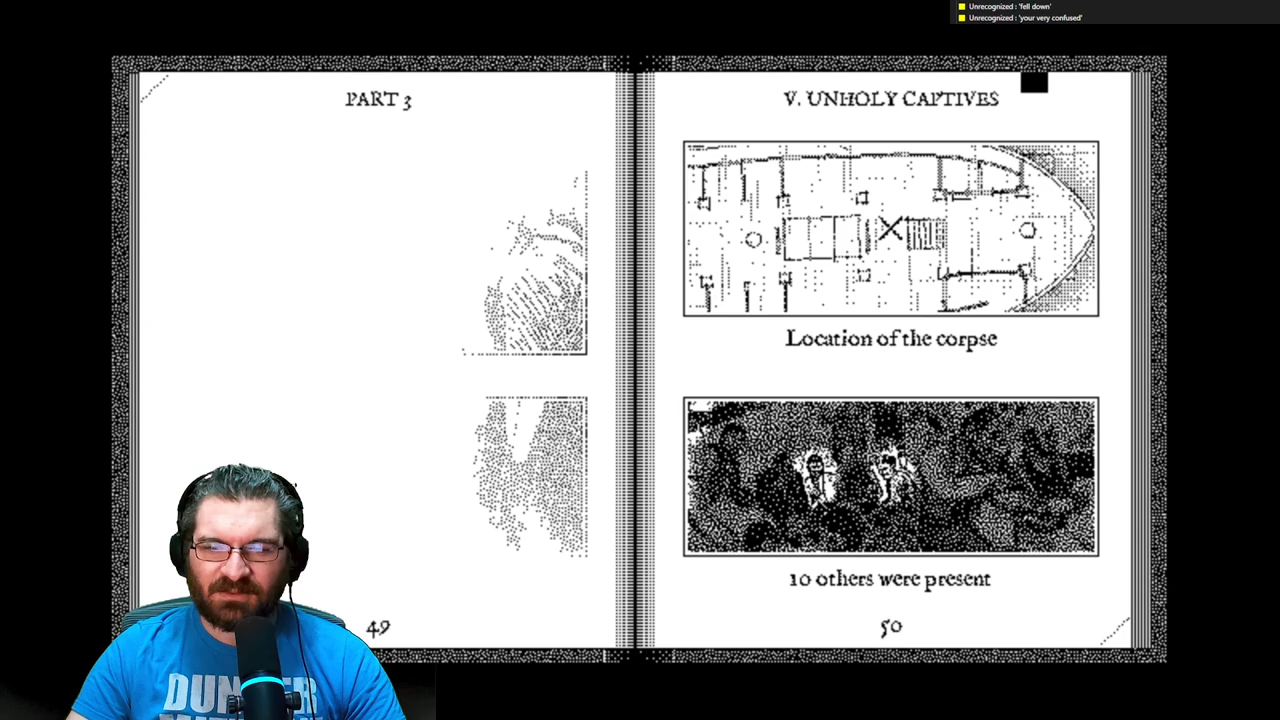 Unrecognized : 'fell down'
Unrecognized : 'your very confused'
PART 3
49
V. UNHOLY CAPTIVES
Location of the corpse
10 others were present
50